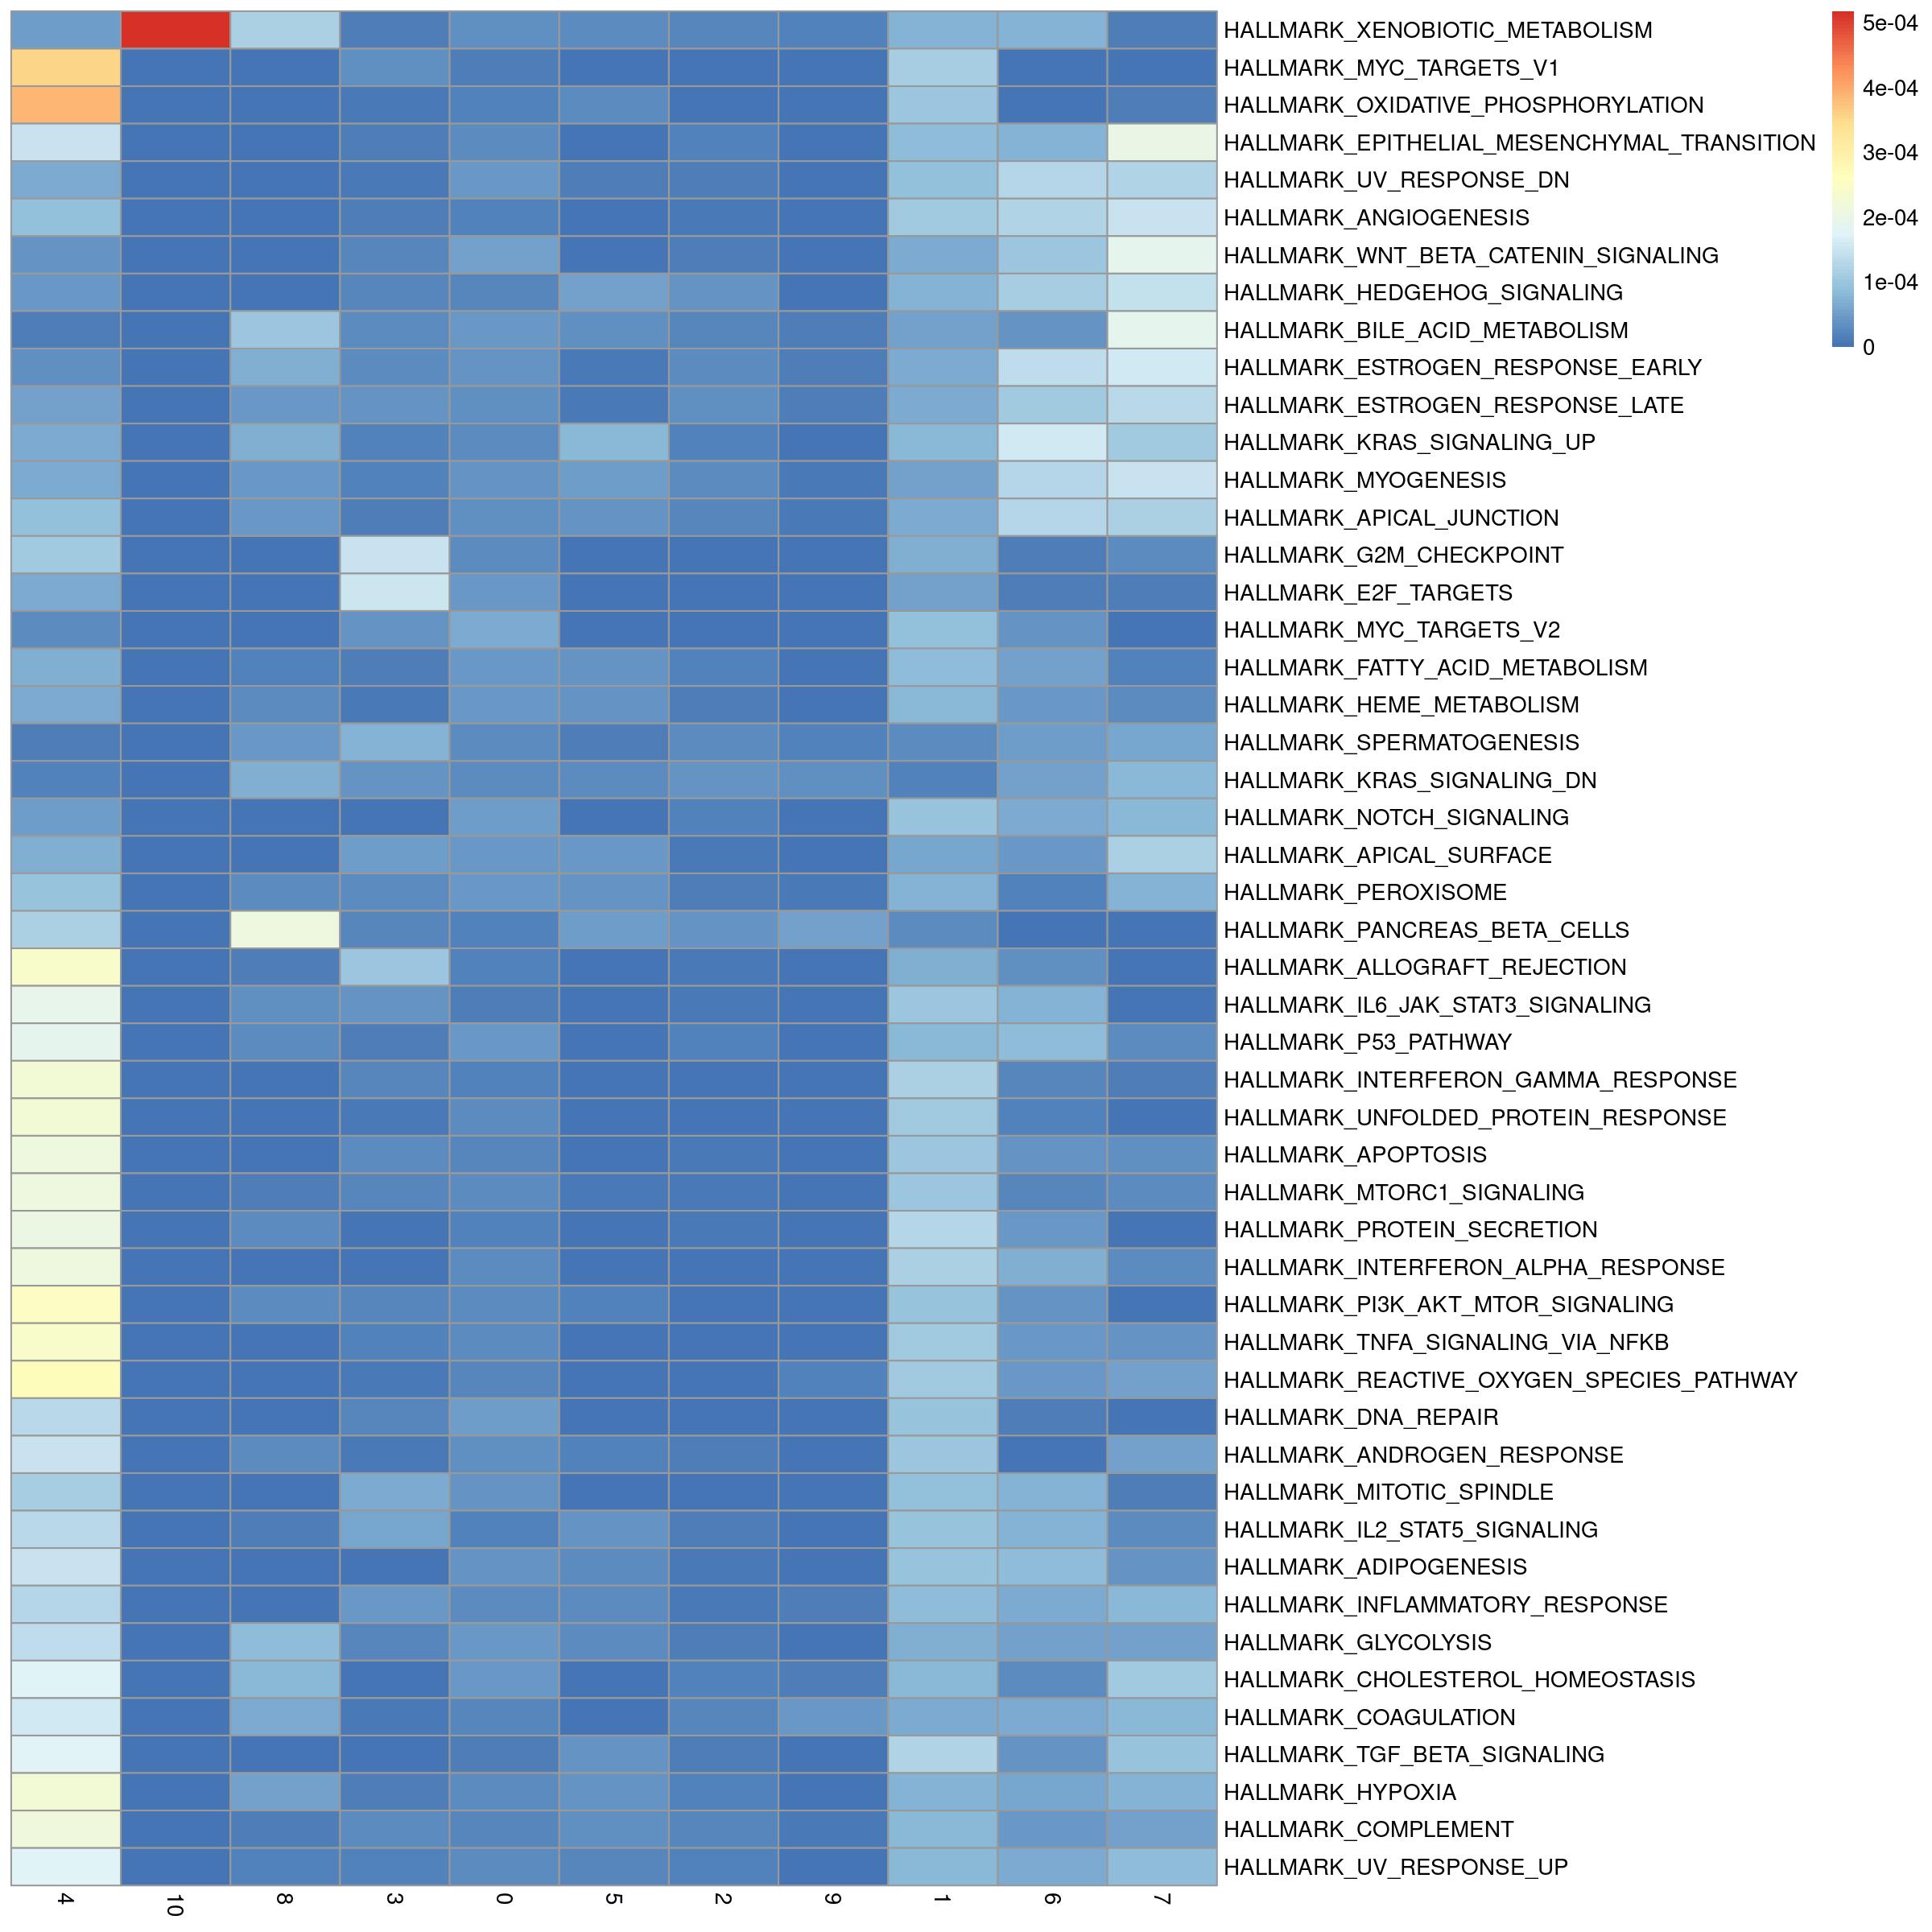 HALLMARK_XENOBIOTIC_METABOLISM
HALLMARK_MYC_TARGETS_V1
HALLMARK_OXIDATIVE_PHOSPHORYLATION
HALLMARK_EPITHELIAL_MESENCHYMAL_TRANSITION
HALLMARK_UV_RESPONSE_DN
HALLMARK_ANGIOGENESIS
HALLMARK_WNT_BETA_CATENIN_SIGNALING
HALLMARK_HEDGEHOG_SIGNALING
HALLMARK_BILE_ACID_METABOLISM
HALLMARK_ESTROGEN_RESPONSE_EARLY
HALLMARK_ESTROGEN_RESPONSE_LATE
HALLMARK_KRAS_SIGNALING_UP
HALLMARK_MYOGENESIS
HALLMARK_APICAL_JUNCTION
HALLMARK_G2M_CHECKPOINT
HALLMARK_E2F_TARGETS
HALLMARK_MYC_TARGETS_V2
HALLMARK_FATTY_ACID_METABOLISM
HALLMARK_HEME_METABOLISM
HALLMARK_SPERMATOGENESIS
HALLMARK_KRAS_SIGNALING_DN
HALLMARK_NOTCH_SIGNALING
HALLMARK_APICAL_SURFACE
HALLMARK_PEROXISOME
HALLMARK_PANCREAS_BETA_CELLS
HALLMARK_ALLOGRAFT_REJECTION
HALLMARK_IL6_JAK_STAT3_SIGNALING
HALLMARK_P53_PATHWAY
HALLMARK_INTERFERON_GAMMA_RESPONSE
HALLMARK_UNFOLDED_PROTEIN_RESPONSE
HALLMARK_APOPTOSIS
HALLMARK_MTORC1_SIGNALING
HALLMARK_PROTEIN_SECRETION
HALLMARK_INTERFERON_ALPHA_RESPONSE
HALLMARK_PI3K_AKT_MTOR_SIGNALING
HALLMARK_TNFA_SIGNALING_VIA_NFKB
HALLMARK_REACTIVE_OXYGEN_SPECIES_PATHWAY
HALLMARK_DNA_REPAIR
HALLMARK_ANDROGEN_RESPONSE
HALLMARK_MITOTIC_SPINDLE
HALLMARK_IL2_STAT5_SIGNALING
HALLMARK_ADIPOGENESIS
HALLMARK_INFLAMMATORY_RESPONSE
HALLMARK_GLYCOLYSIS
HALLMARK_CHOLESTEROL_HOMEOSTASIS
HALLMARK_COAGULATION
HALLMARK_TGF_BETA_SIGNALING
HALLMARK_HYPOXIA
HALLMARK_COMPLEMENT
HALLMARK_UV_RESPONSE_UP
4 10 8 3 0 5 2 9 1 6 7
5e-04
4e-04
3e-04
2e-04
1e-04
0